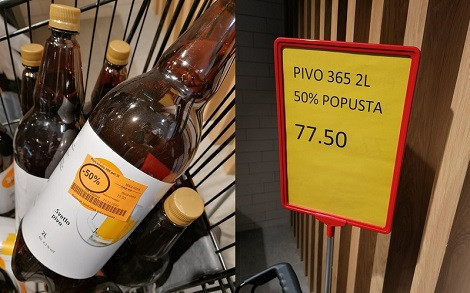 -50%
Svetlo
pivo
2L
PIVO 365 2L
50% POPUSTA
77.50